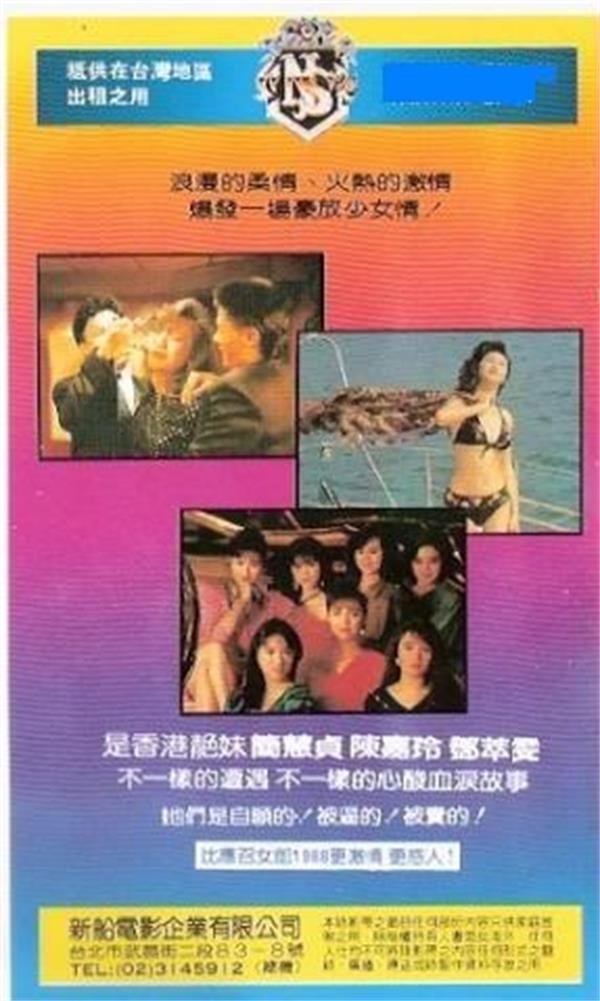 祗供在台灣地區
出租之用
NS
浪漫的柔情、火熱的激情
爆發一場豪放少女情!
是香港靚妹簡慧貞 陳嘉玲 鄧萃雯
不一樣的遭遇 不一樣的心酸血淚故事
她們是自願的!被逼的!被賣的!
比應召女郎1988更激情 更惑人!
新船電影企業有限公司
台北市武昌街二段83-8號
TEL:(02)3145912